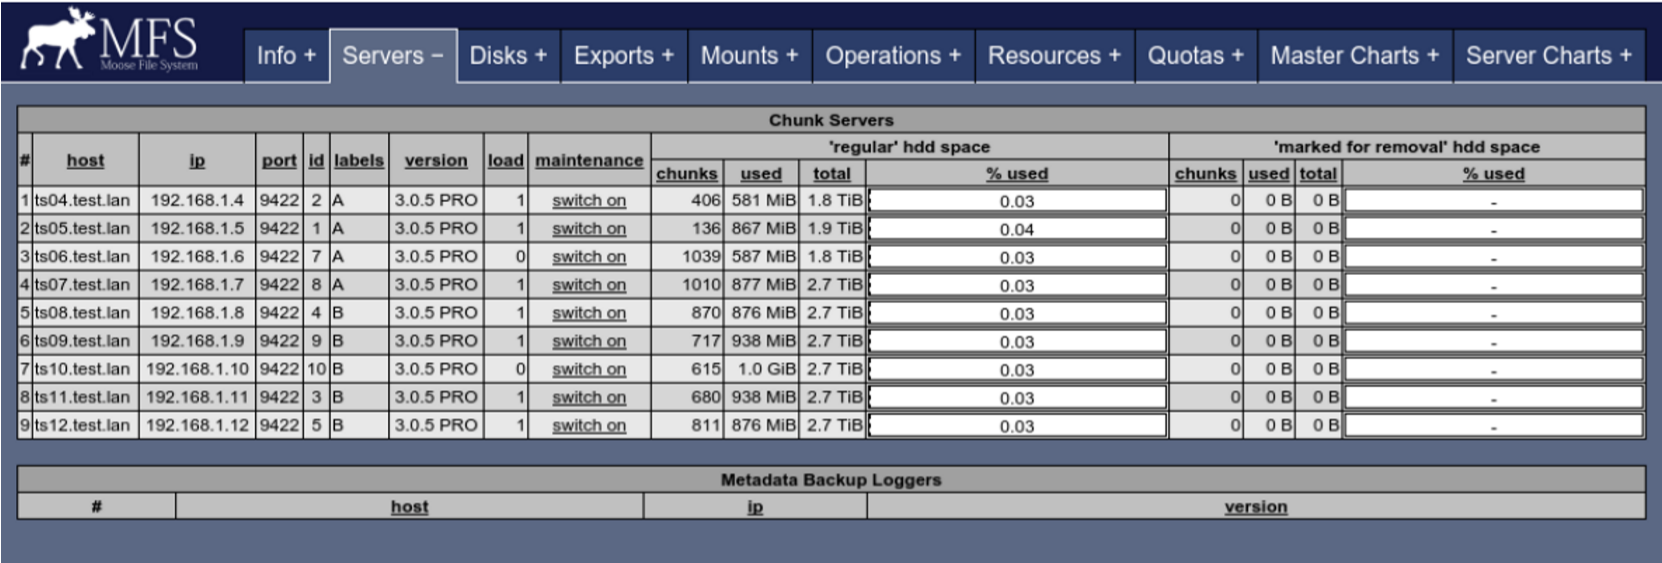 MFS
Moose File System
Info + Servers − Disks + Exports + Mounts + Operations + Resources + Quotas + Master Charts + Server Charts +
Chunk Servers
# host ip port id labels version load maintenance 'regular' hdd space 'marked for removal' hdd space
chunks used total % used chunks used total % used
1 ts04.test.lan 192.168.1.4 9422 2 A 3.0.5 PRO 1 switch on 406 581 MiB 1.8 TiB 0.03 0 0 B 0 B -
2 ts05.test.lan 192.168.1.5 9422 1 A 3.0.5 PRO 1 switch on 136 867 MiB 1.9 TiB 0.04 0 0 B 0 B -
3 ts06.test.lan 192.168.1.6 9422 7 A 3.0.5 PRO 0 switch on 1039 587 MiB 1.8 TiB 0.03 0 0 B 0 B -
4 ts07.test.lan 192.168.1.7 9422 8 A 3.0.5 PRO 1 switch on 1010 877 MiB 2.7 TiB 0.03 0 0 B 0 B -
5 ts08.test.lan 192.168.1.8 9422 4 B 3.0.5 PRO 1 switch on 870 876 MiB 2.7 TiB 0.03 0 0 B 0 B -
6 ts09.test.lan 192.168.1.9 9422 9 B 3.0.5 PRO 1 switch on 717 938 MiB 2.7 TiB 0.03 0 0 B 0 B -
7 ts10.test.lan 192.168.1.10 9422 10 B 3.0.5 PRO 0 switch on 615 1.0 GiB 2.7 TiB 0.03 0 0 B 0 B -
8 ts11.test.lan 192.168.1.11 9422 3 B 3.0.5 PRO 1 switch on 680 938 MiB 2.7 TiB 0.03 0 0 B 0 B -
9 ts12.test.lan 192.168.1.12 9422 5 B 3.0.5 PRO 1 switch on 811 876 MiB 2.7 TiB 0.03 0 0 B 0 B -
Metadata Backup Loggers
# host ip version